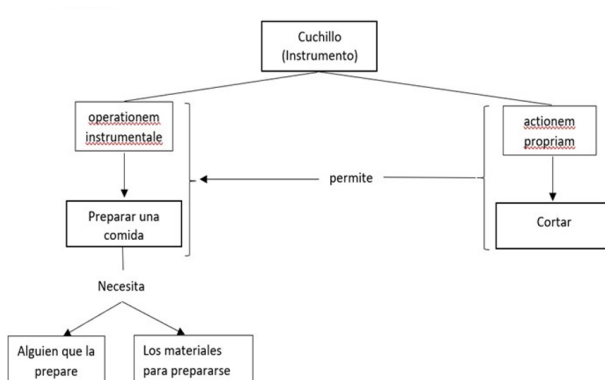 Cuchillo
(Instrumento)
operationem
instrumentale
actionem
propriam
permite
Preparar una
comida
Cortar
Necesita
Alguien que la
prepare
Los materiales
para prepararse